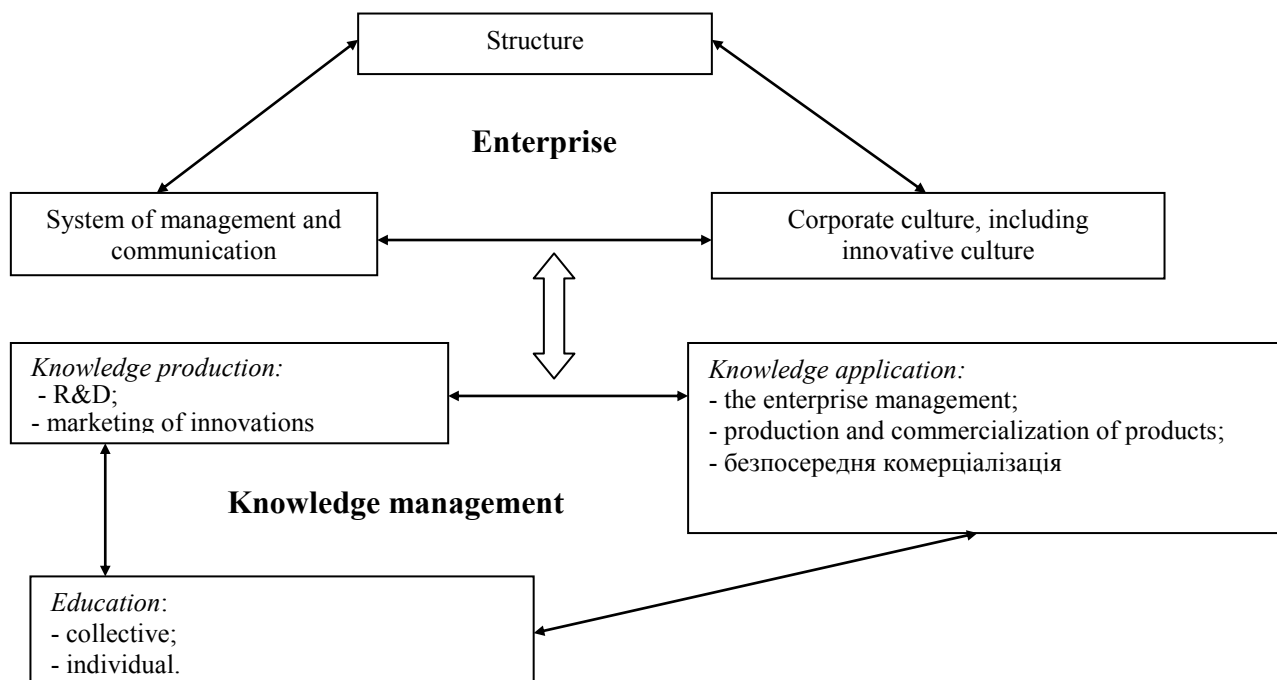 Structure
Enterprise
System of management and
communication
Corporate culture, including
innovative culture
Knowledge production:
- R&D;
- marketing of innovations
Knowledge application:
- the enterprise management;
- production and commercialization of products;
- безпосередня комерціалізація
Knowledge management
Education:
- collective;
- individual.